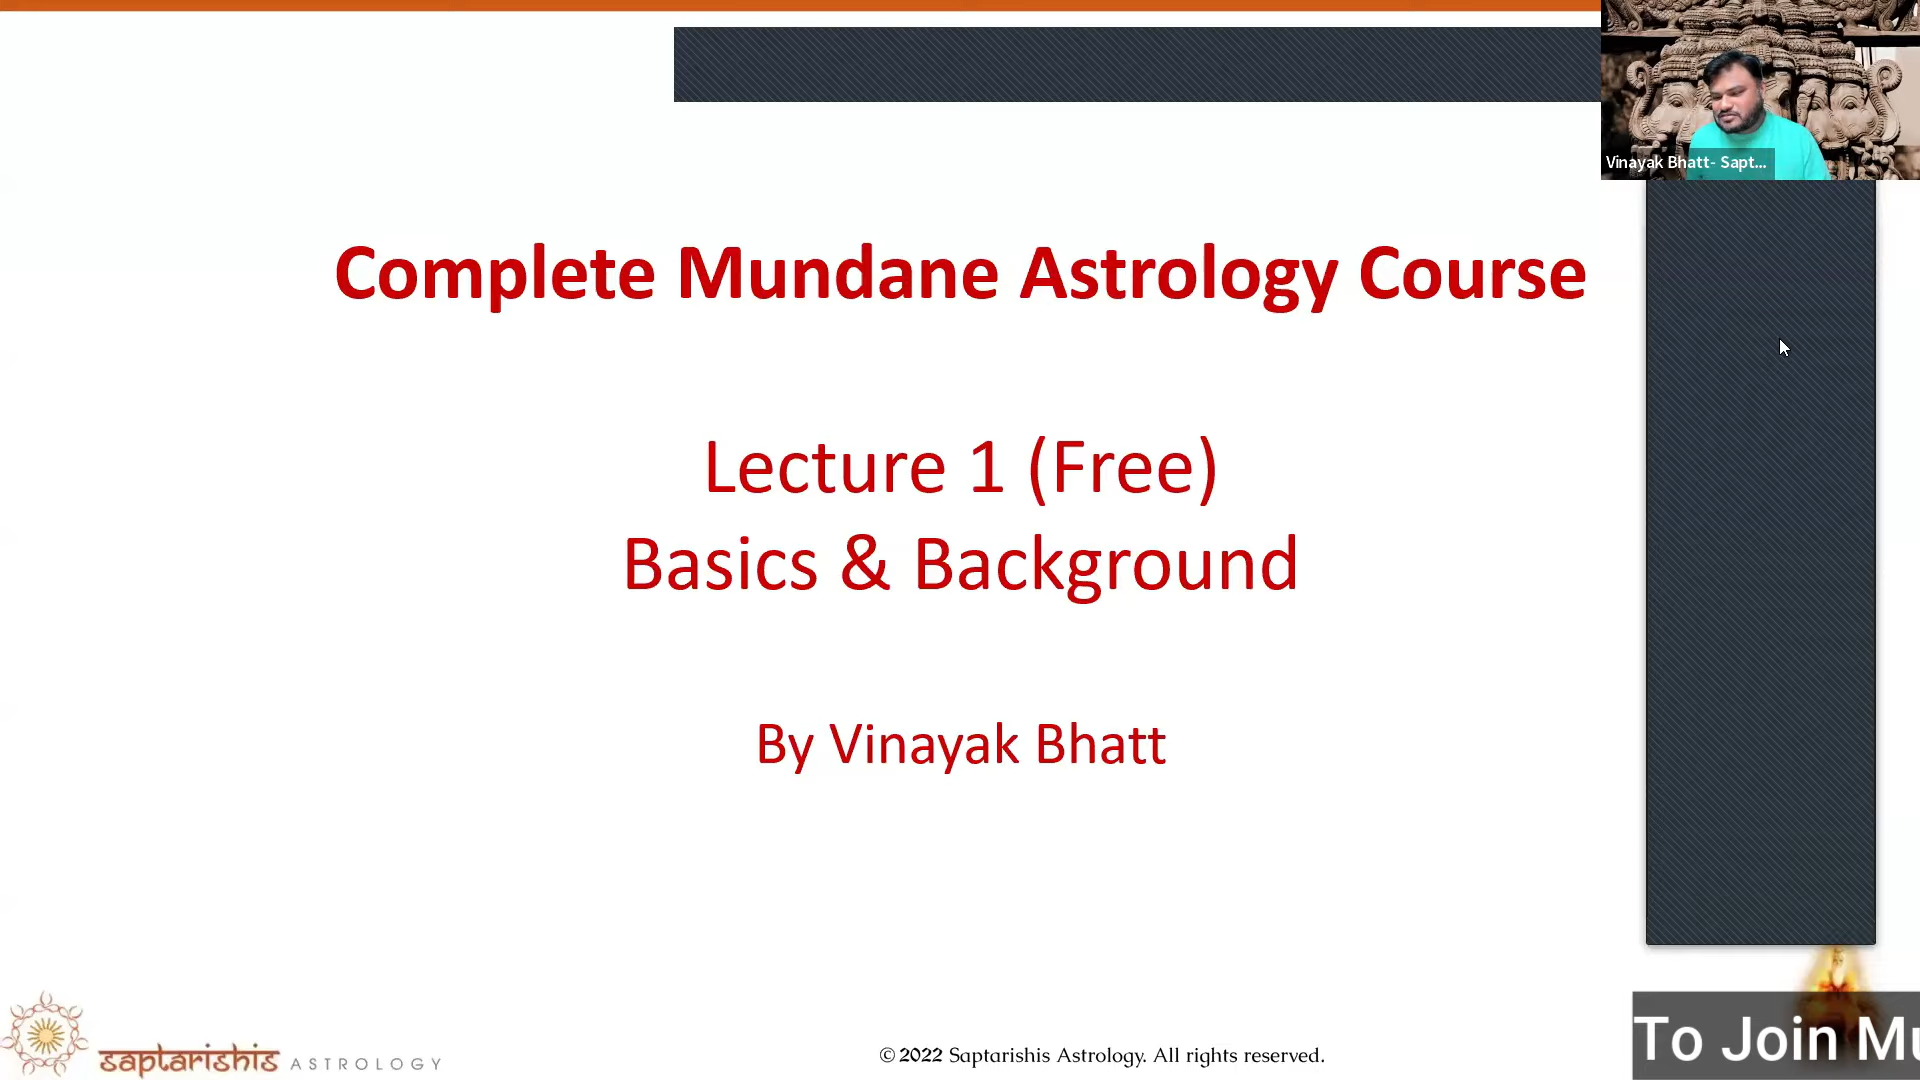 Vinayak Bhatt- Sapt...
Complete Mundane Astrology Course
Lecture 1 (Free)
Basics & Background
By Vinayak Bhatt
saptarishis ASTROLOGY
© 2022 Saptarishis Astrology. All rights reserved.
To Join Mu